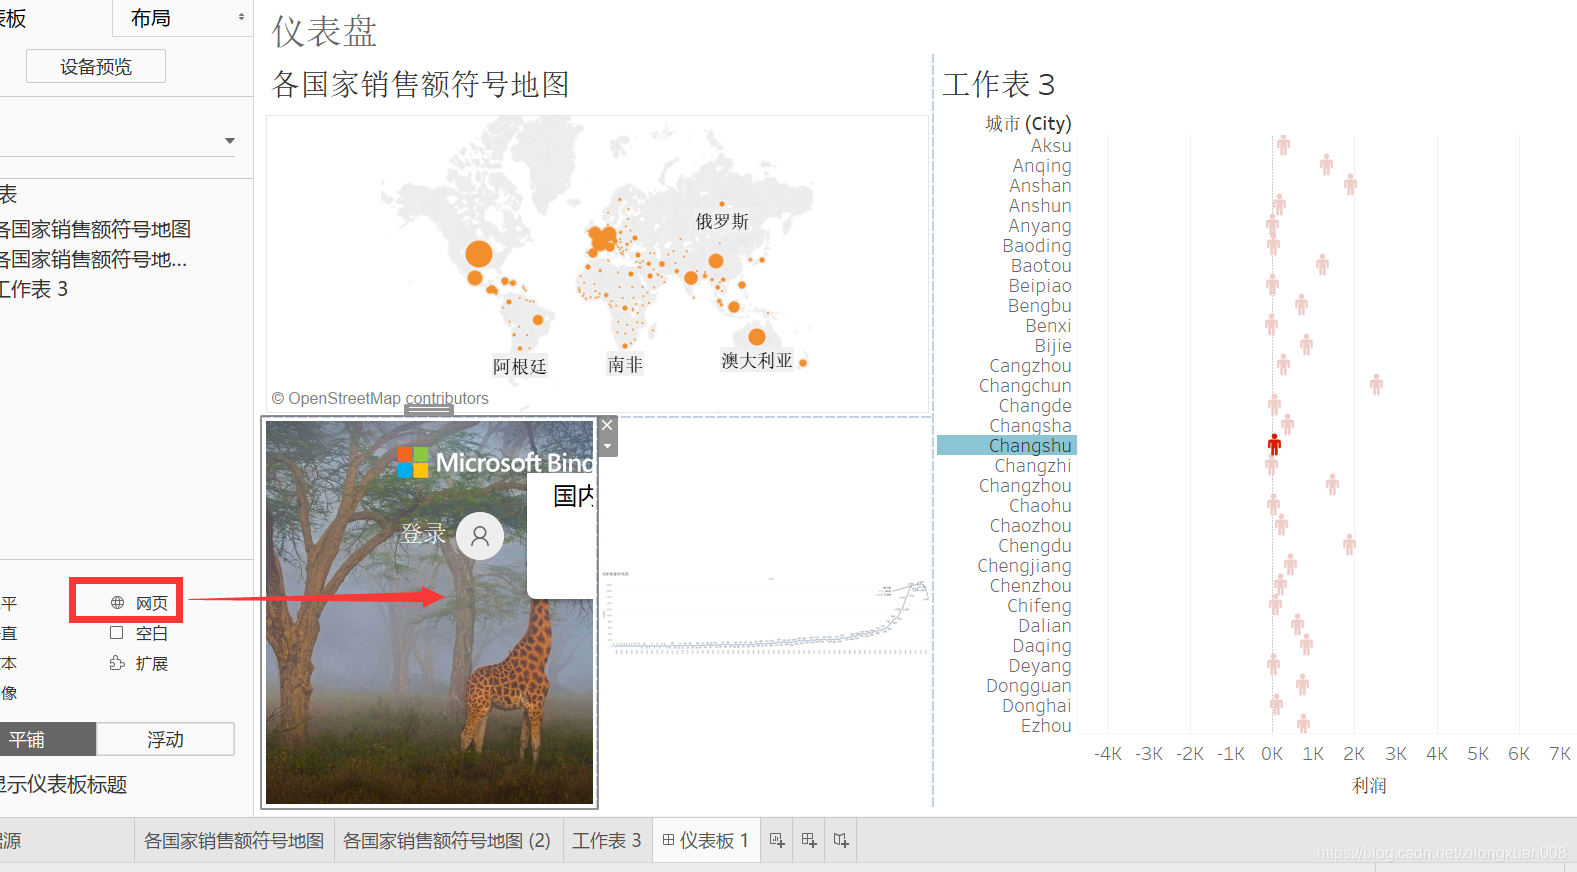 表板
布局
设备预览
表
各国家销售额符号地图
各国家销售额符号地...
工作表 3
平
网页
直
空白
本
扩展
像
平铺
浮动
显示仪表板标题
仪表盘
各国家销售额符号地图
俄罗斯
阿根廷
南非
澳大利亚
© OpenStreetMap contributors
Microsoft Bing
登录
国内
工作表 3
城市 (City)
Aksu
Anqing
Anshan
Anshun
Anyang
Baoding
Baotou
Beipiao
Bengbu
Benxi
Bijie
Cangzhou
Changchun
Changde
Changsha
Changshu
Changzhi
Changzhou
Chaohu
Chaozhou
Chengdu
Chengjiang
Chenzhou
Chifeng
Dalian
Daqing
Deyang
Dongguan
Donghai
Ezhou
-4K -3K -2K -1K 0K 1K 2K 3K 4K 5K 6K 7K
利润
据源
各国家销售额符号地图
各国家销售额符号地图 (2)
工作表 3
仪表板 1
https://blog.csdn.net/zilongxuan008